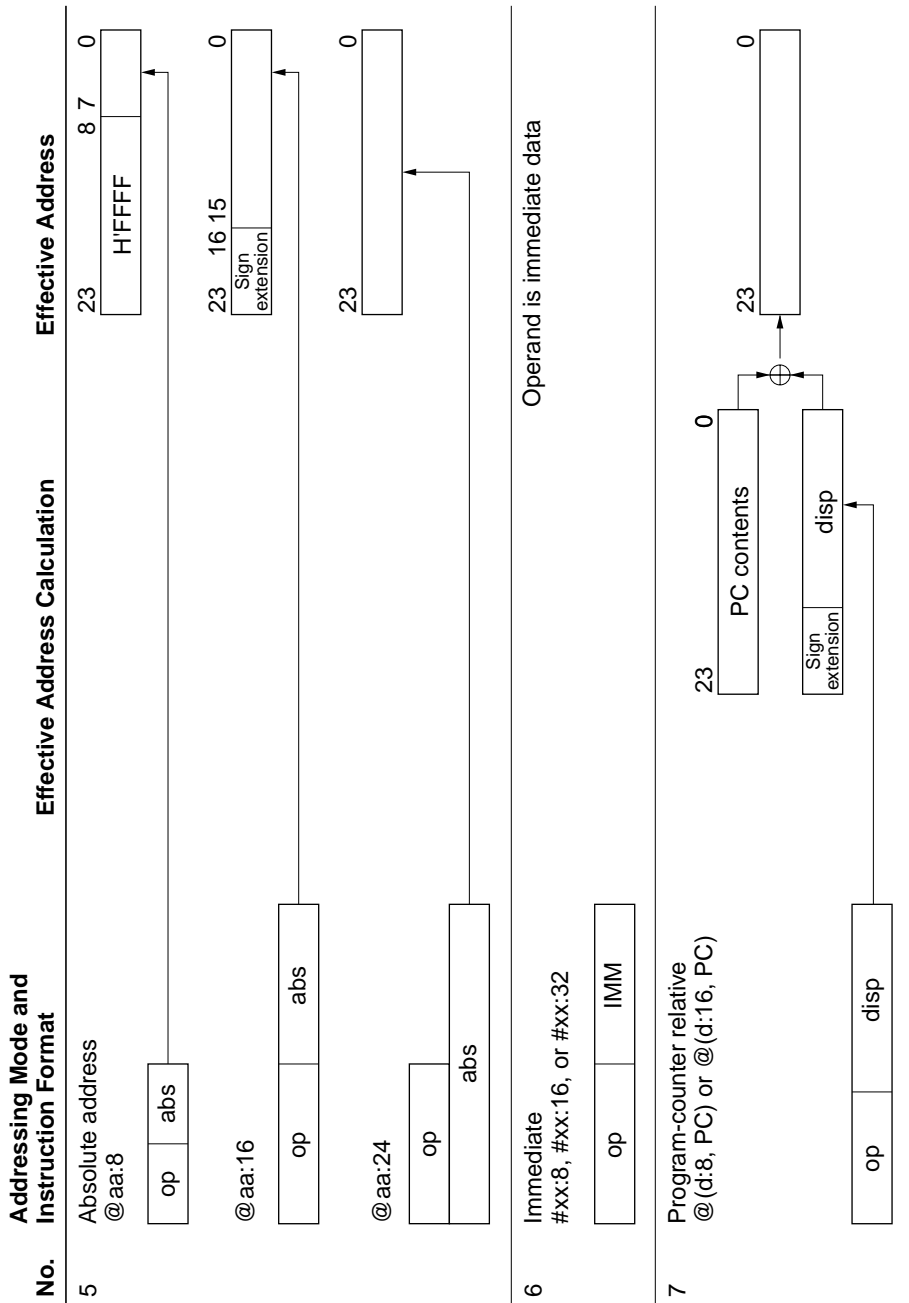 No.
Addressing Mode and
Instruction Format
Effective Address Calculation
Effective Address
5
Absolute address
@aa:8
op abs
23 8 7 0
H'FFFF
@aa:16
op abs
23 16 15 0
Sign
extension
@aa:24
op
abs
23 0
6
Immediate
#xx:8, #xx:16, or #xx:32
op IMM
Operand is immediate data
7
Program-counter relative
@(d:8, PC) or @(d:16, PC)
op disp
23 0
PC contents
Sign
extension
disp
23 0